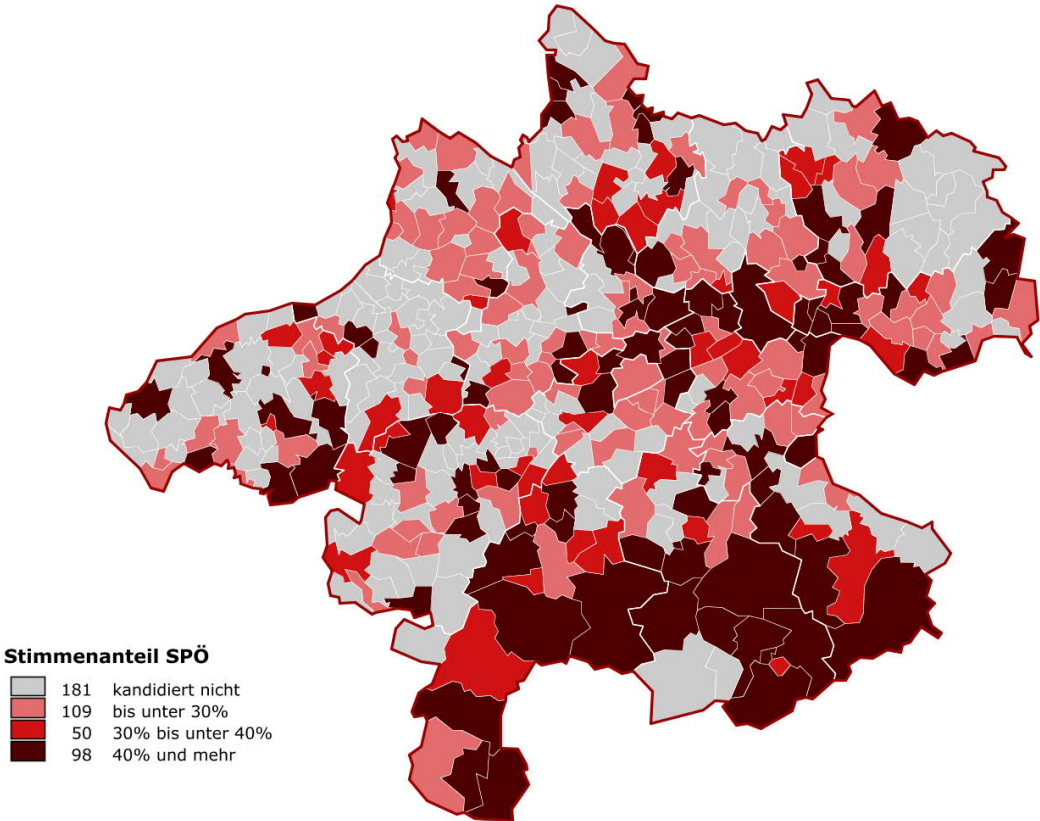 Stimmenanteil SPÖ
181 kandidiert nicht
109 bis unter 30%
50 30% bis unter 40%
98 40% und mehr